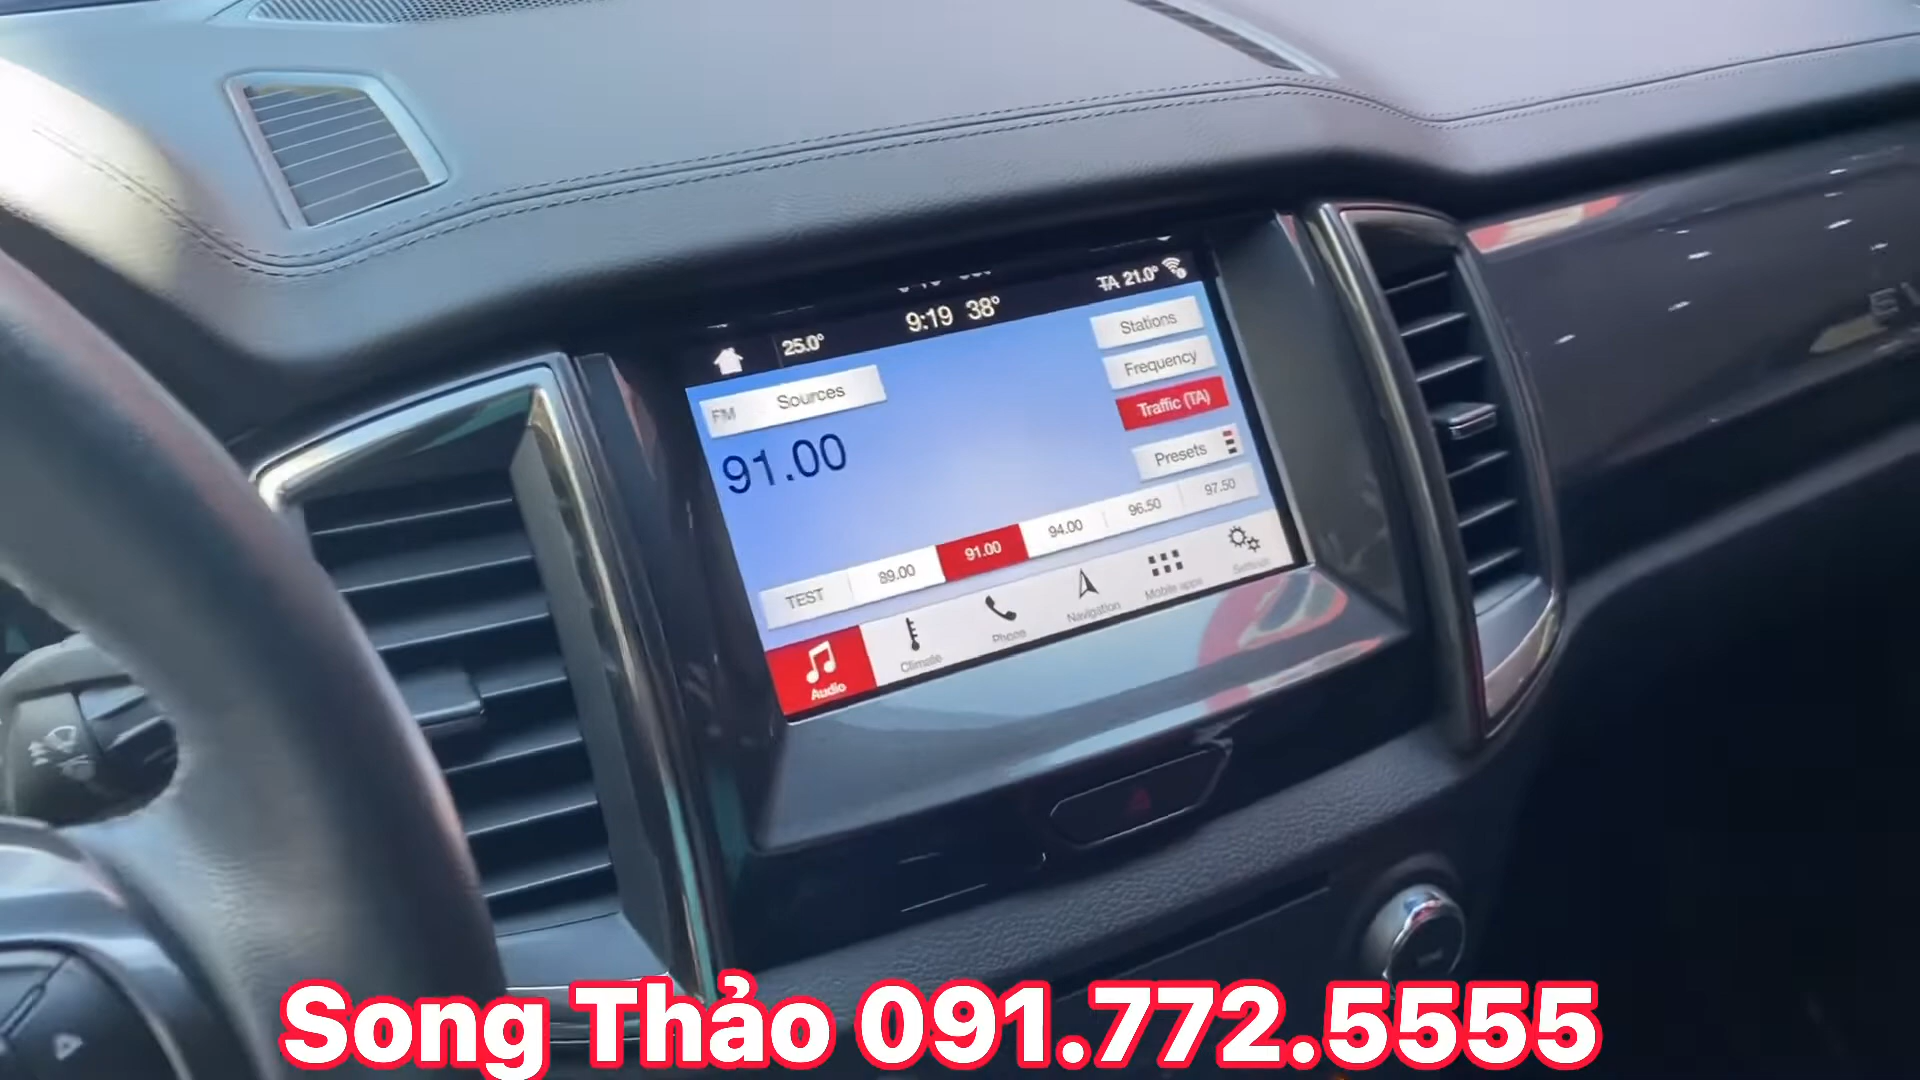 25.0° 9:19 38° TA 21.0°
FM Sources
91.00
Stations
Frequency
Traffic (TA)
Presets
TEST 89.00 91.00 94.00 96.50 97.50
Audio Climate Phone Navigation Mobile apps Settings
Song Thảo 091.772.5555